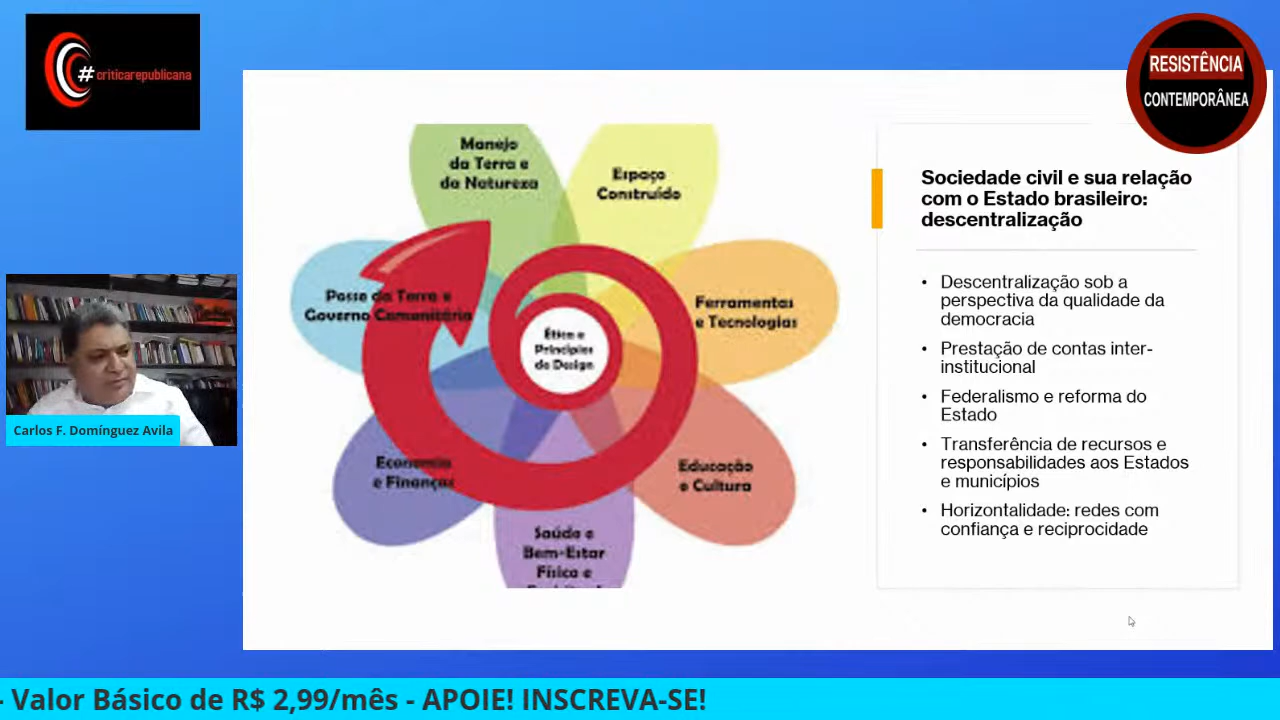 #criticarepublicana
RESISTÊNCIA
CONTEMPORÂNEA
Manejo
da Terra e
da Natureza
Espaço
Construído
Posse da Terra e
Governo Comunitário
Ferramentas
e Tecnologias
Ética e
Princípios
de Design
Economia
e Finanças
Educação
e Cultura
Saúde e
Bem-Estar
Físico e
Sociedade civil e sua relação
com o Estado brasileiro:
descentralização
• Descentralização sob a
perspectiva da qualidade da
democracia
• Prestação de contas inter-
institucional
• Federalismo e reforma do
Estado
• Transferência de recursos e
responsabilidades aos Estados
e municípios
• Horizontalidade: redes com
confiança e reciprocidade
Carlos F. Domínguez Avila
- Valor Básico de R$ 2,99/mês - APOIE! INSCREVA-SE!